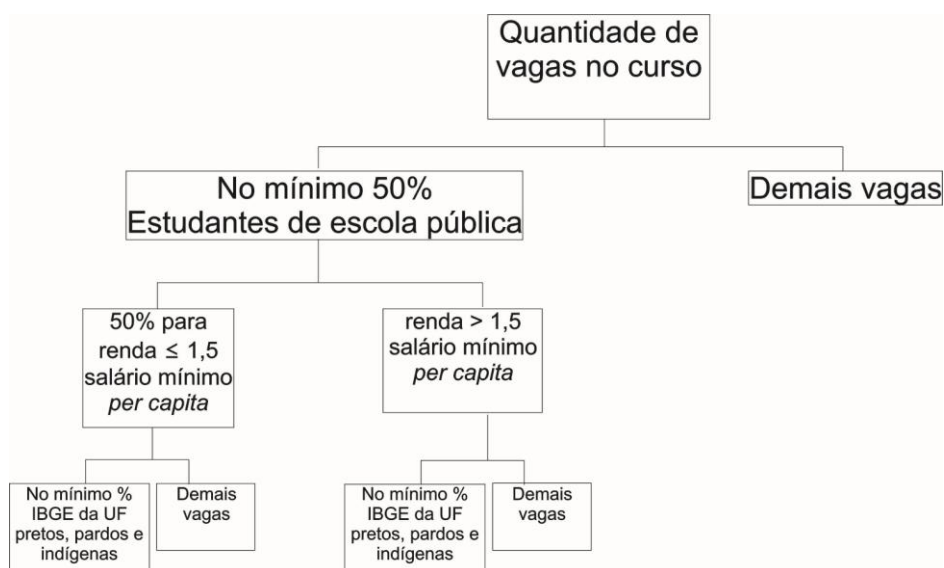 Quantidade de
vagas no curso
No mínimo 50%
Estudantes de escola pública
Demais vagas
50% para
renda ≤ 1,5
salário mínimo
per capita
renda > 1,5
salário mínimo
per capita
No mínimo %
IBGE da UF
pretos, pardos e
indígenas
Demais
vagas
No mínimo %
IBGE da UF
pretos, pardos e
indígenas
Demais
vagas